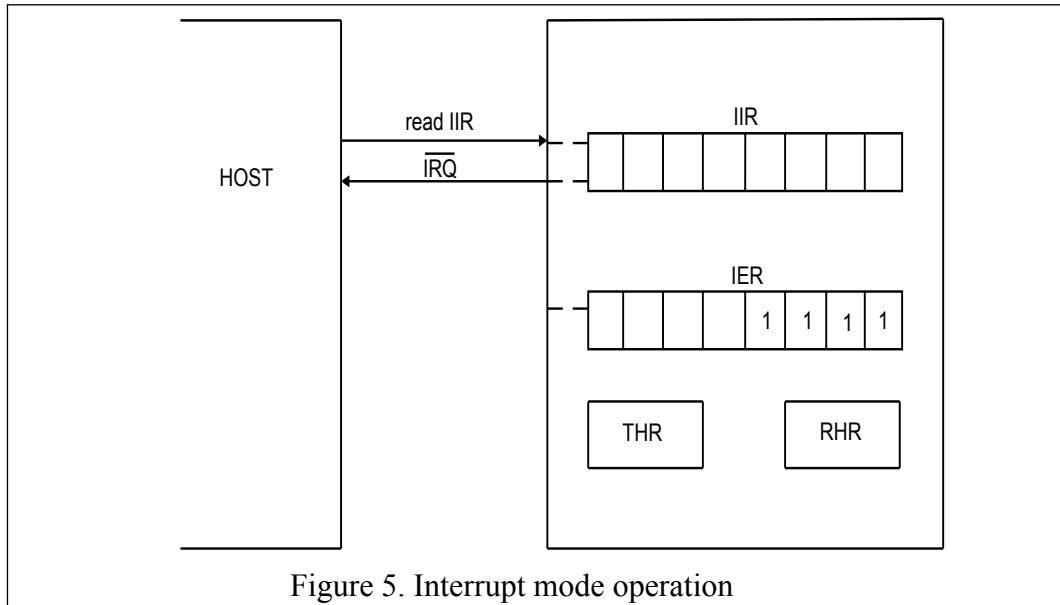 read IIR
IIR
IRQ
HOST
IER
1 1 1 1
THR RHR
Figure 5. Interrupt mode operation